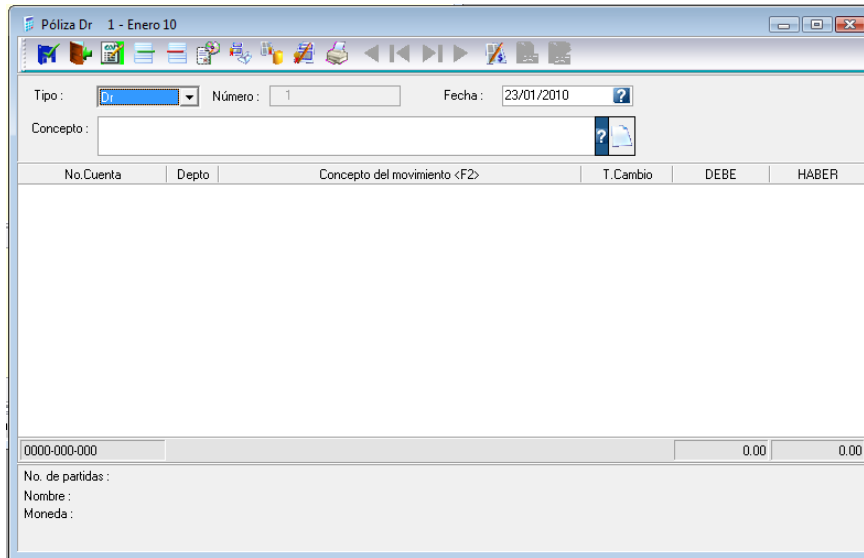 Póliza Dr 1 - Enero 10
Tipo : Dr Número : 1 Fecha : 23/01/2010 ?
Concepto : ?
No.Cuenta Depto Concepto del movimiento <F2> T.Cambio DEBE HABER
0000-000-000 0.00 0.00
No. de partidas :
Nombre :
Moneda :